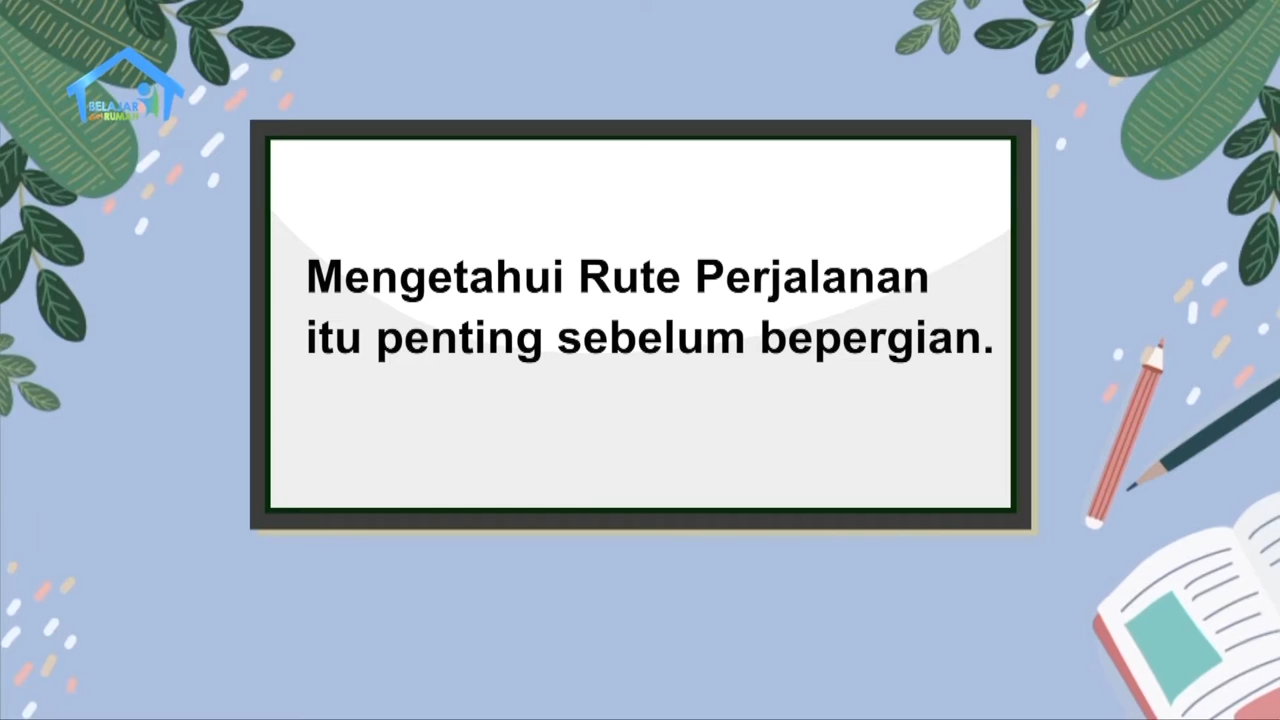 BELAJAR
RUMAH
Mengetahui Rute Perjalanan
itu penting sebelum bepergian.